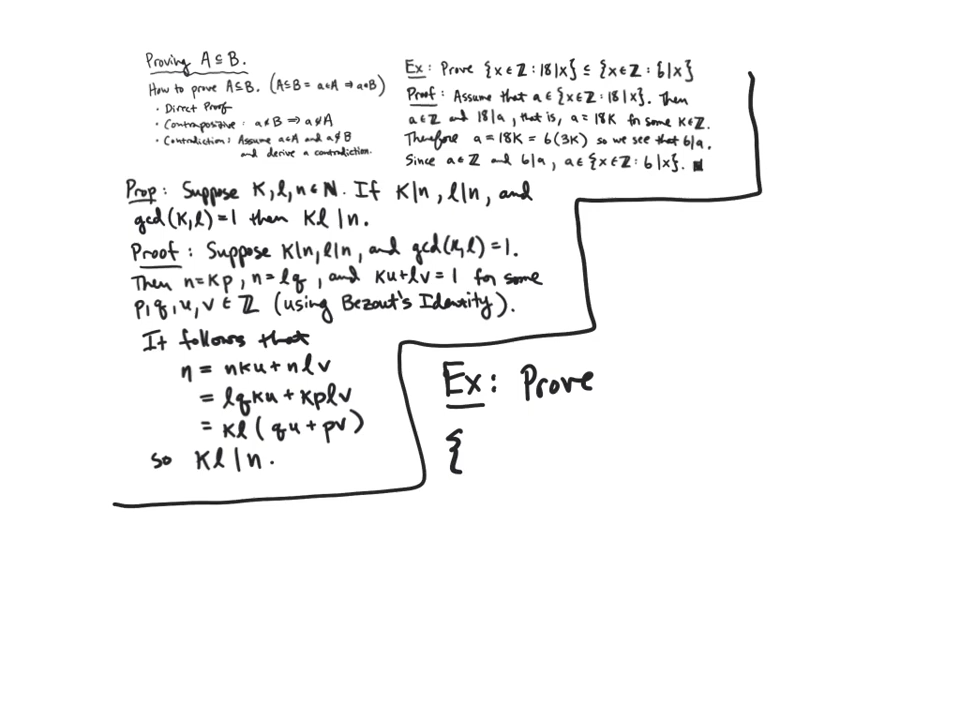 Proving A ⊆ B.
How to prove A⊆B. (A⊆B = a∈A ⇒ a∈B)
· Direct Proof
· Contrapositive: a∉B ⇒ a∉A
· Contradiction: Assume a∈A and a∉B
and derive a contradiction.
Ex: Prove {x∈ℤ: 18|x} ≤ {x∈ℤ: 6|x}
Proof: Assume that a∈{x∈ℤ: 18|x}. Then
a∈ℤ and 18|a, that is, a = 18K for some K∈ℤ.
Therefore a = 18K = 6(3K) so we see that 6|a.
Since a∈ℤ and 6|a, a∈{x∈ℤ: 6|x}. ■
Prop: Suppose K, l, n ∈ N. If K|n, l|n, and
gcd(K,l)=1 then Kl|n.
Proof: Suppose K|n, l|n, and gcd(K,l)=1.
Then n=Kp, n=lq, and Ku+lv=1 for some
p,q,u,v ∈ ℤ (using Bezout's Identity).
It follows that
n = nKu + nlv
= lqKu + Kplv
= Kl(qu + pv)
so Kl|n.
Ex: Prove
{